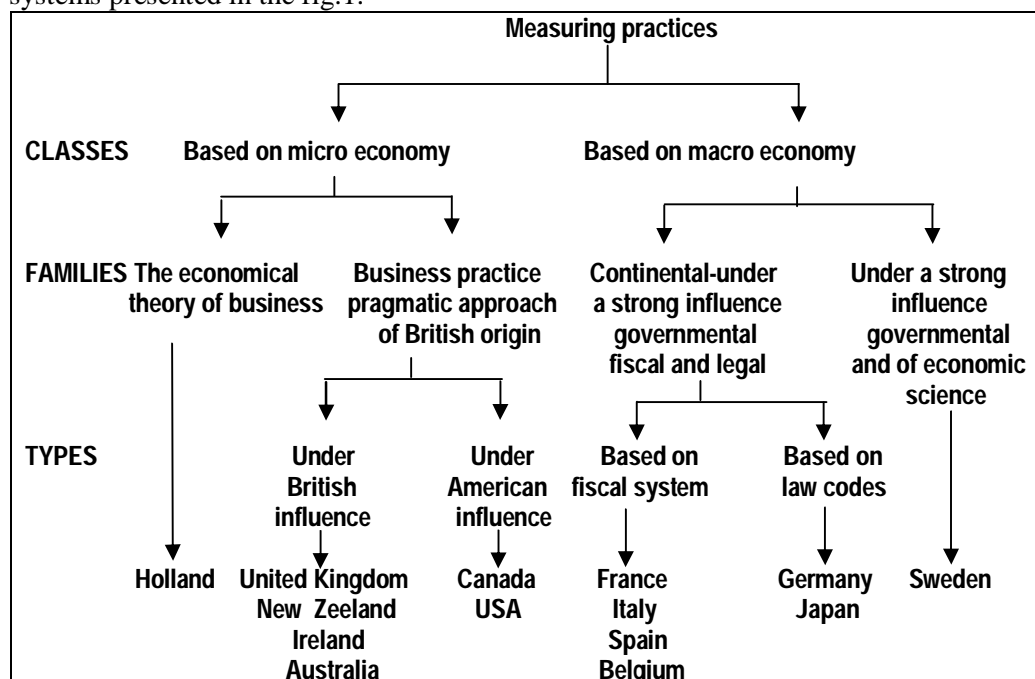 systems presented in the fig.1.
Measuring practices
CLASSES Based on micro economy Based on macro economy
FAMILIES The economical theory of business
Business practice pragmatic approach of British origin
Continental-under a strong influence governmental fiscal and legal
Under a strong influence governmental and of economic science
TYPES
Under British influence
Under American influence
Based on fiscal system
Based on law codes
Holland
United Kingdom
New Zeeland
Ireland
Australia
Canada
USA
France
Italy
Spain
Belgium
Germany
Japan
Sweden